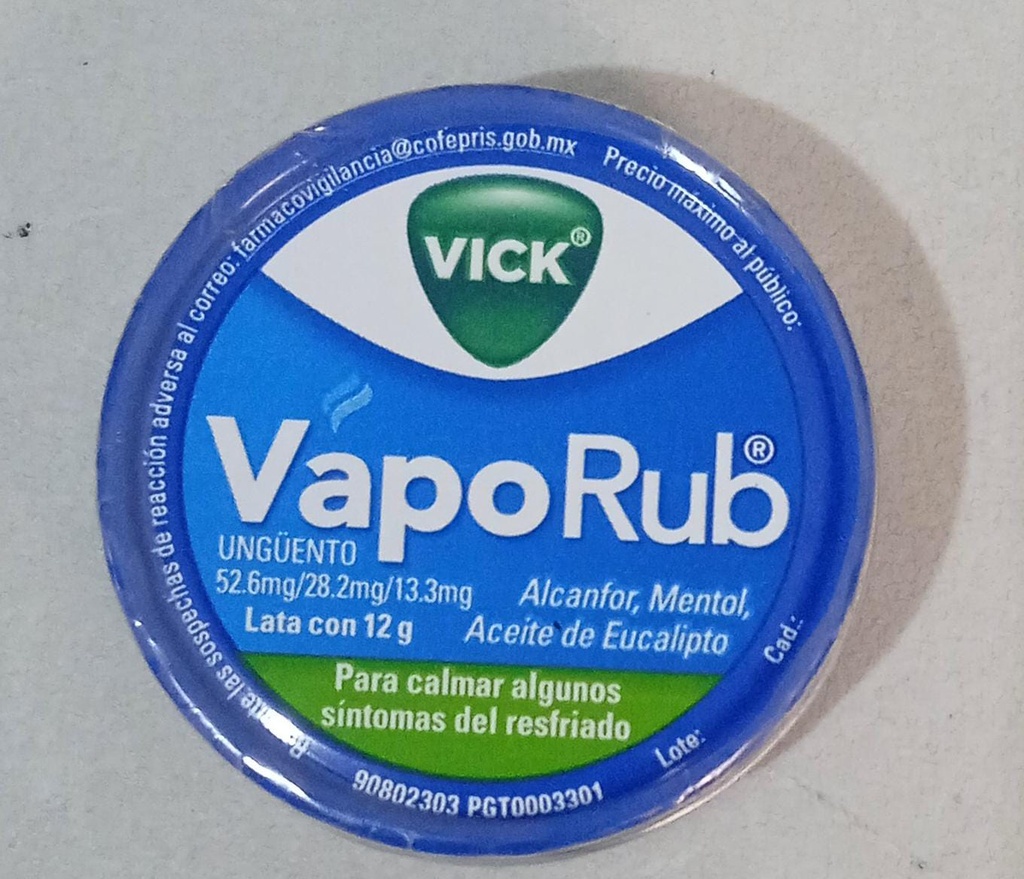 Reporte las sospechas de reacción adversa al correo: farmacovigilancia@cofepris.gob.mx
Precio máximo al público:
VICK®
VapoRub®
UNGÜENTO
52.6mg/28.2mg/13.3mg
Alcanfor, Mentol,
Lata con 12 g
Aceite de Eucalipto
Para calmar algunos
síntomas del resfriado
Cad.:
Lote:
90802303 PGT0003301